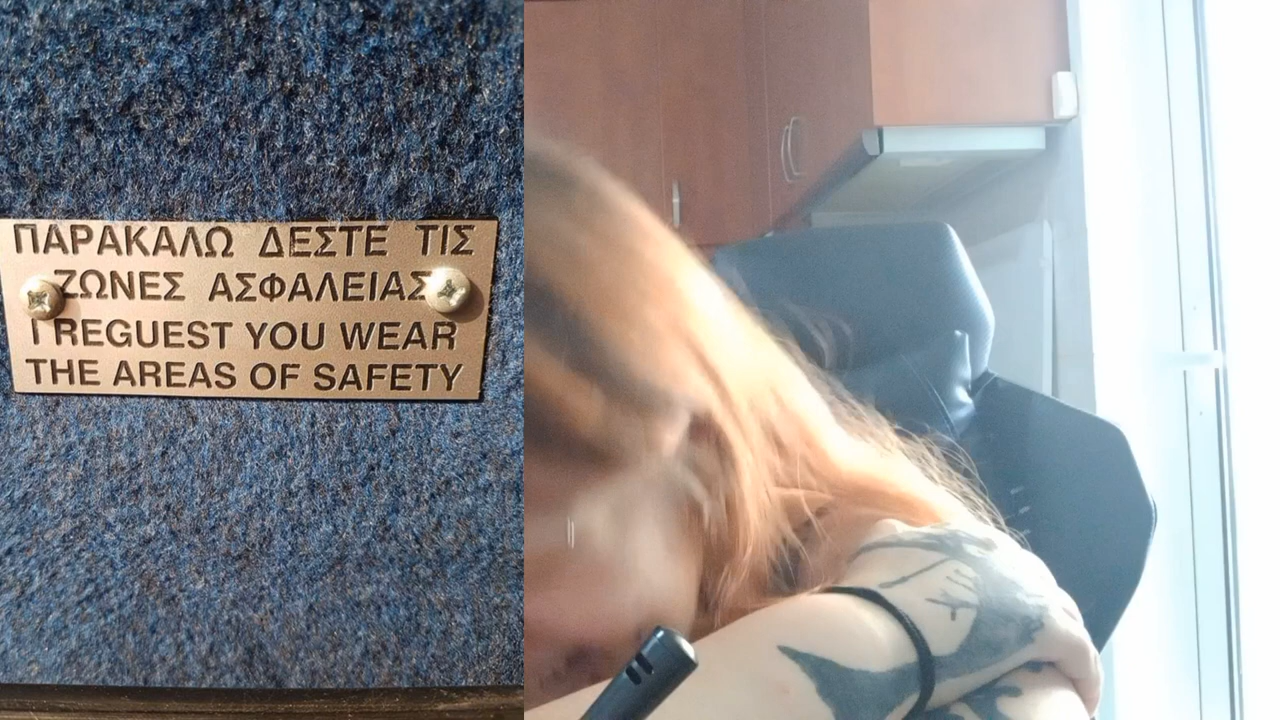 ΠΑΡΑΚΑΛΩ ΔΕΣΤΕ ΤΙΣ
ΖΩΝΕΣ ΑΣΦΑΛΕΙΑΣ
I REGUEST YOU WEAR
THE AREAS OF SAFETY